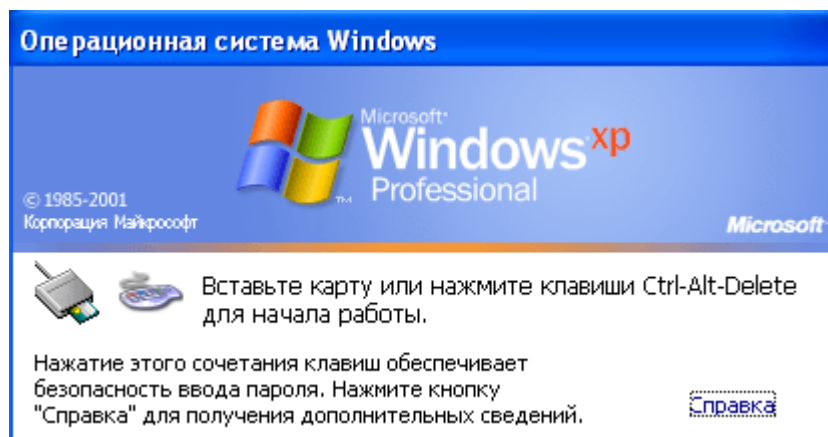 Операционная система Windows
Microsoft®
Windows xp
Professional
TM
© 1985-2001
Корпорация Майкрософт
Microsoft
Вставьте карту или нажмите клавиши Ctrl-Alt-Delete
для начала работы.
Нажатие этого сочетания клавиш обеспечивает
безопасность ввода пароля. Нажмите кнопку
"Справка" для получения дополнительных сведений.
Справка